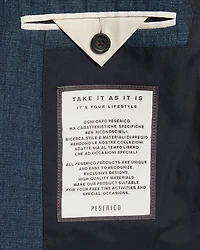 TAKE IT AS IT IS
IT'S YOUR LIFESTYLE
OGNI CAPO PESERICO
HA CARATTERISTICHE SPECIFICHE
BEN RICONOSCIBILI.
RICERCA, STILE E MATERIALI DI PREGIO
RENDONO LE NOSTRE COLLEZIONI
ADATTE SIA AL TEMPO LIBERO
CHE AD OCCASIONI SPECIALI
ALL PESERICO PRODUCTS ARE UNIQUE
AND EASY TO RECOGNIZE.
EXCLUSIVE DESIGNS,
HIGH QUALITY MATERIALS
MAKE OUR PRODUCT SUITABLE
FOR YOUR FREE TIME ACTIVITIES AND
SPECIAL OCCASIONS.
PESERICO